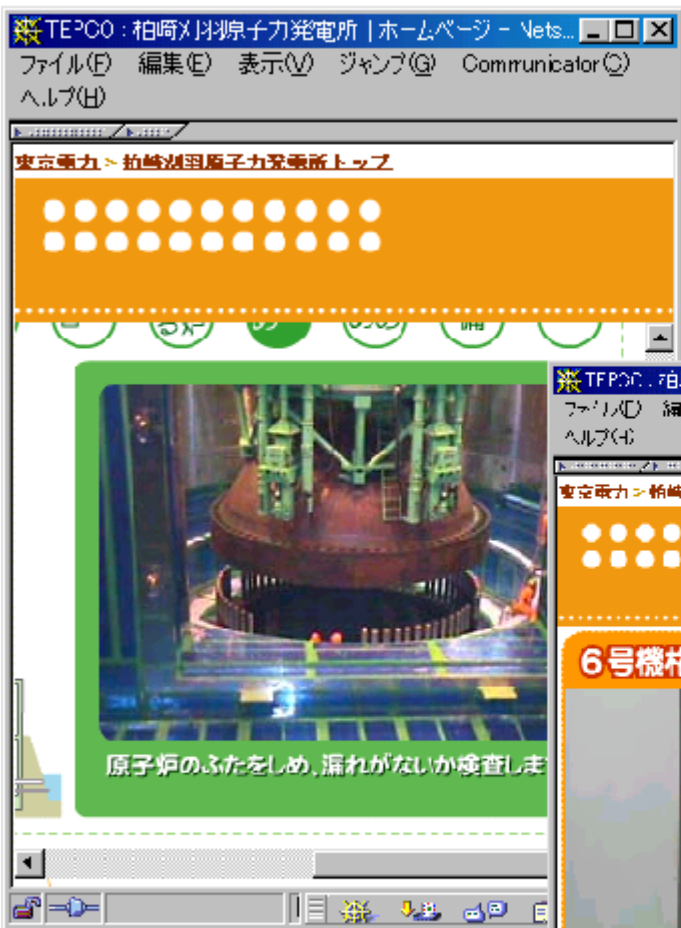 TEPCO : 柏崎刈羽原子力発電所 | ホームページ - Nets...
ファイル(F) 編集(E) 表示(V) ジャンプ(G) Communicator(C)
ヘルプ(H)
東京電力 > 柏崎刈羽原子力発電所トップ
備
原子炉のふたをしめ、漏れがないか検査しま
TEPCO : 柏
ファイル(F) 編
ヘルプ(H)
東京電力 > 柏崎
6号機格